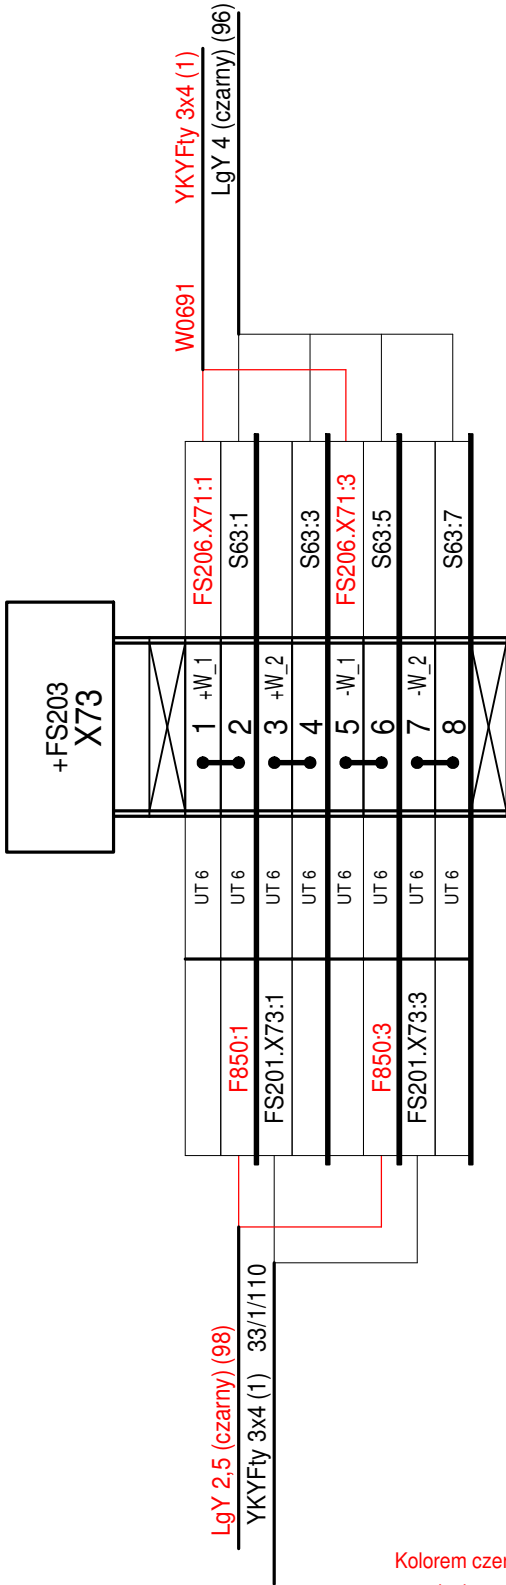 YKYFty 3x4 (1)
LgY 4 (czarny) (96)
W0691
+FS203
X73
FS206.X71:1
S63:1
S63:3
FS206.X71:3
S63:5
S63:7
1 +W_1
2
3 +W_2
4
5 -W_1
6
7 -W_2
8
UT 6
UT 6
UT 6
UT 6
UT 6
UT 6
UT 6
UT 6
F850:1
FS201.X73:1
F850:3
FS201.X73:3
LgY 2,5 (czarny) (98)
YKYFty 3x4 (1) 33/1/110
Kolorem